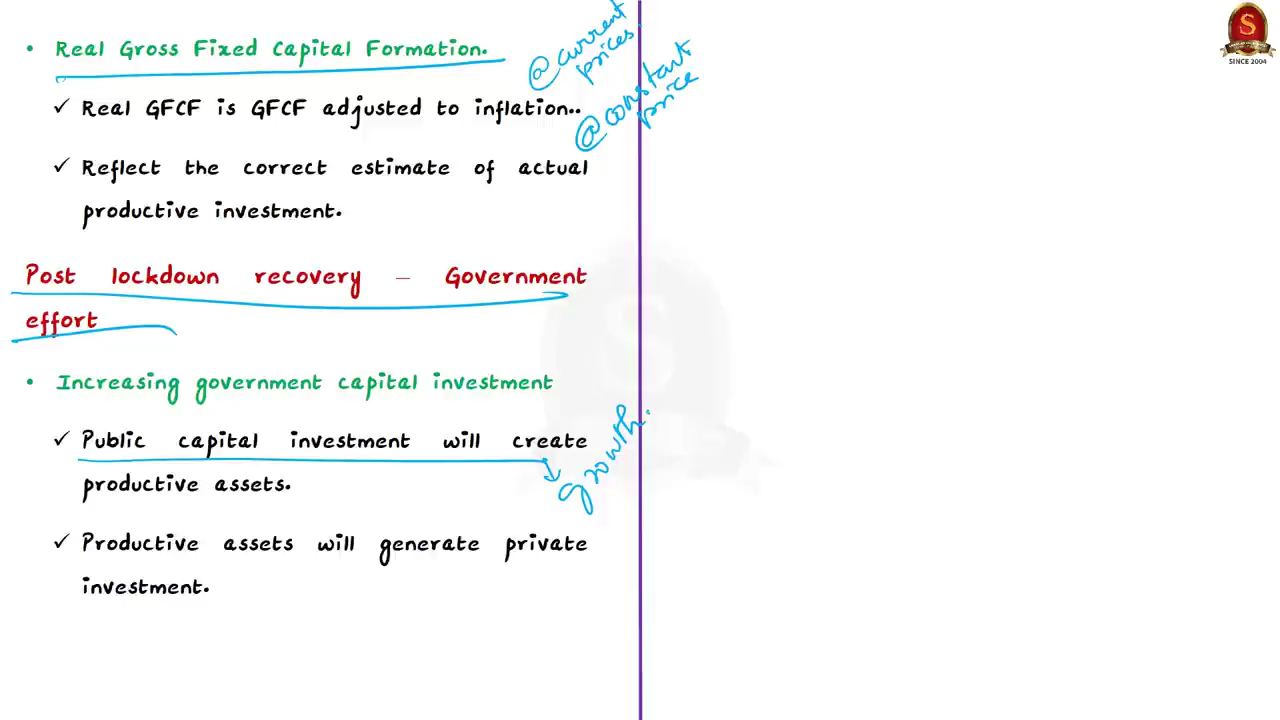 • Real Gross Fixed Capital Formation.
@current
prices.
✓ Real GFCF is GFCF adjusted to inflation..
@constant
price
✓ Reflect the correct estimate of actual
productive investment.
Post lockdown recovery – Government
effort
• Increasing government capital investment
✓ Public capital investment will create
growth.
productive assets.
✓ Productive assets will generate private
investment.
S
SINCE 2004